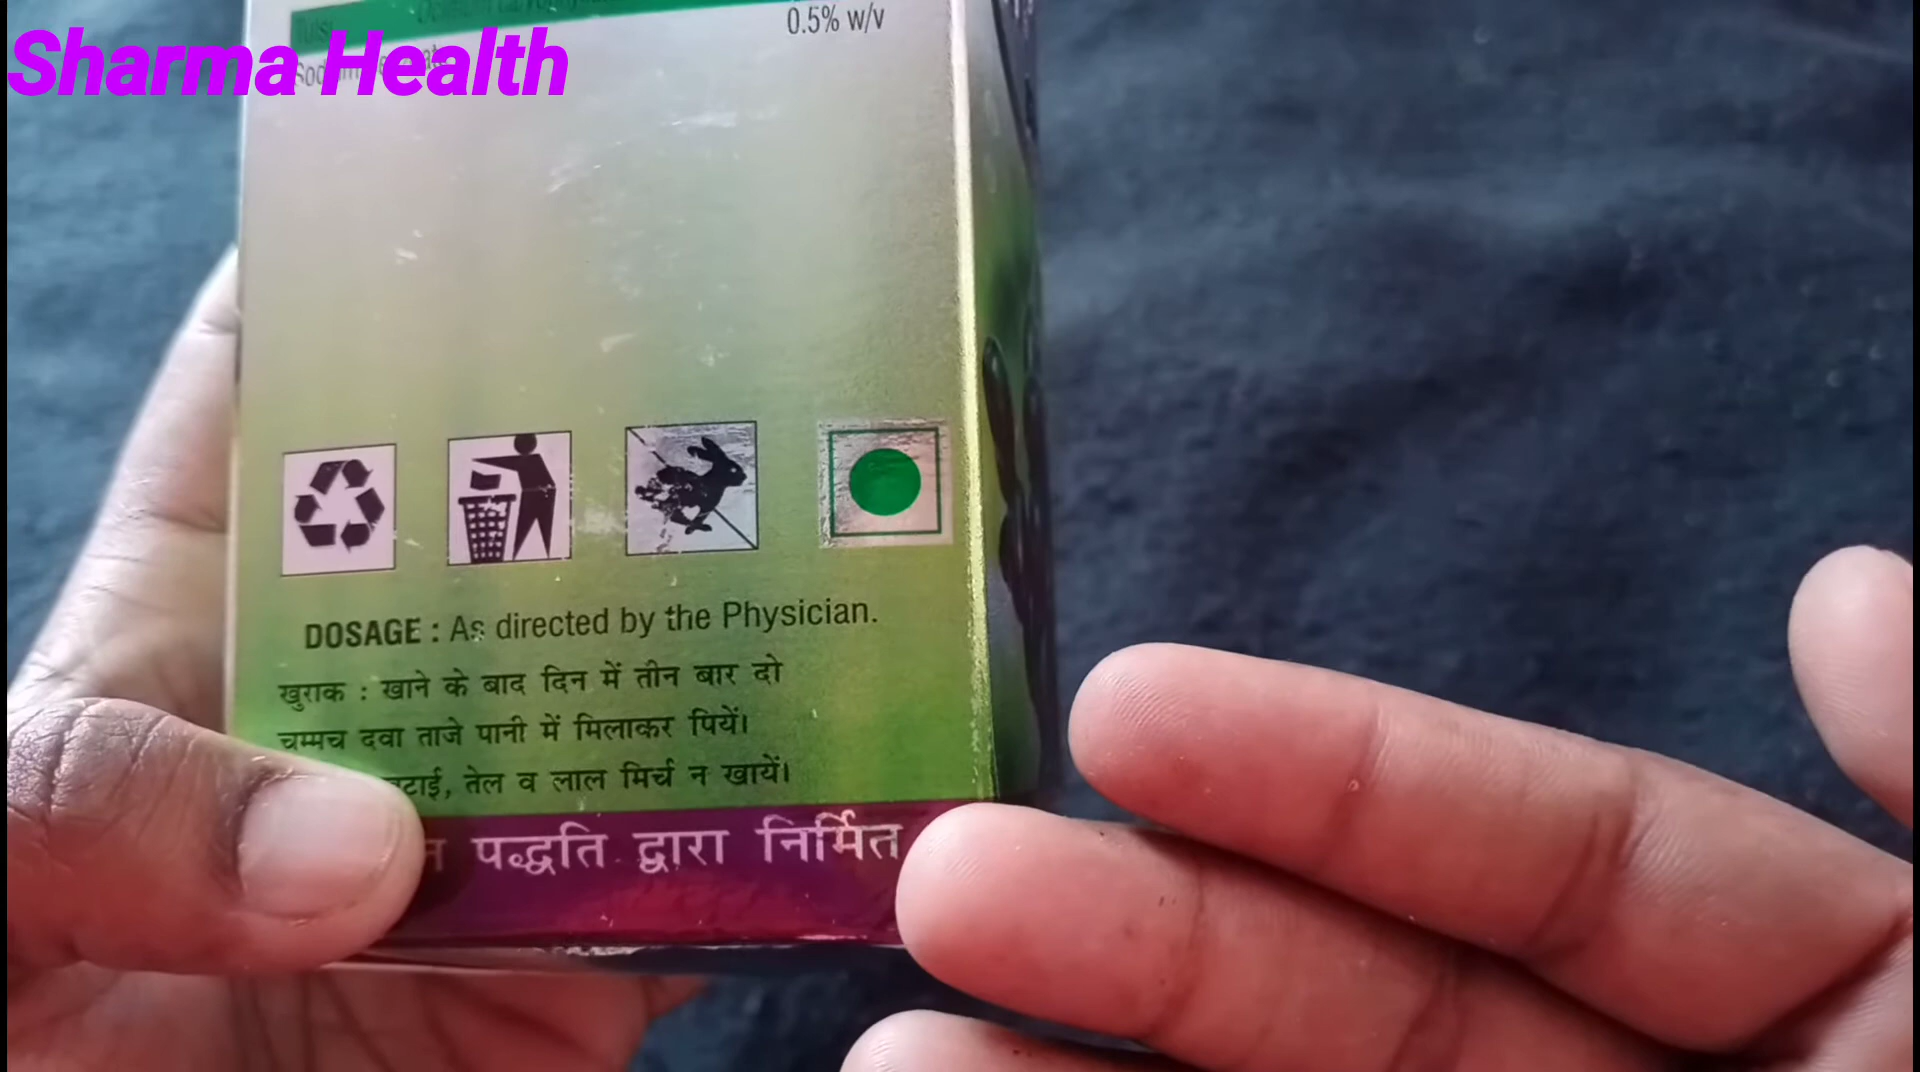 Sharma Health
0.5% w/v
DOSAGE : As directed by the Physician.
खुराक : खाने के बाद दिन में तीन बार दो
चम्मच दवा ताजे पानी में मिलाकर पियें।
तेल व लाल मिर्च न खायें।
पद्धति द्वारा निर्मित